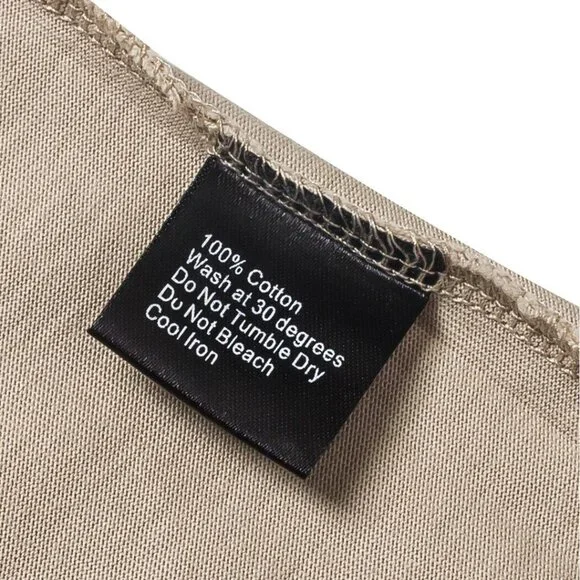 100% Cotton
Wash at 30 degrees
Do Not Tumble Dry
Du Not Bleach
Cool Iron